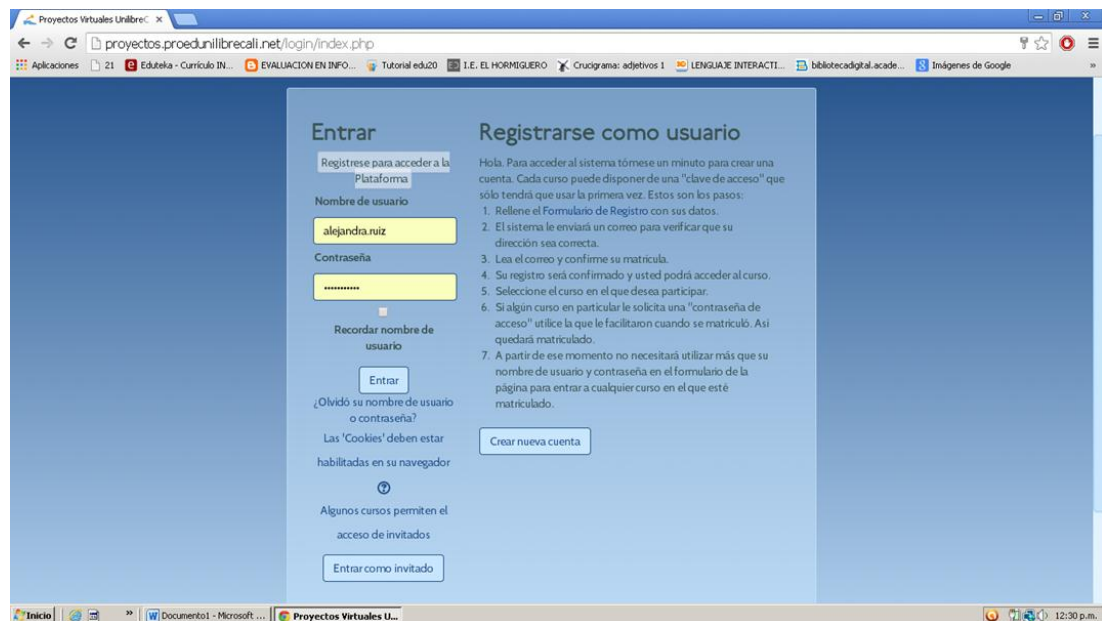 Proyectos Virtuales UnilibreC
proyectos.proedunilibrecali.net/login/index.php
Aplicaciones 21 Eduteka - Currículo IN... EVALUACION EN INFO... Tutorial edu20 I.E. EL HORMIGUERO Crucigrama: adjetivos 1 LENGUAJE INTERACTI... bibliotecadigital.acade... Imágenes de Google »
Entrar
Registrese para acceder a la
Plataforma
Nombre de usuario
alejandra.ruiz
Contraseña
Recordar nombre de
usuario
Entrar
¿Olvidó su nombre de usuario
o contraseña?
Las 'Cookies' deben estar
habilitadas en su navegador
Algunos cursos permiten el
acceso de invitados
Entrar como invitado
Registrarse como usuario
Hola. Para acceder al sistema tómese un minuto para crear una
cuenta. Cada curso puede disponer de una "clave de acceso" que
sólo tendrá que usar la primera vez. Estos son los pasos:
1. Rellene el Formulario de Registro con sus datos.
2. El sistema le enviará un correo para verificar que su
dirección sea correcta.
3. Lea el correo y confirme su matrícula.
4. Su registro será confirmado y usted podrá acceder al curso.
5. Seleccione el curso en el que desea participar.
6. Si algún curso en particular le solicita una "contraseña de
acceso" utilice la que le facilitaron cuando se matriculó. Así
quedará matriculado.
7. A partir de ese momento no necesitará utilizar más que su
nombre de usuario y contraseña en el formulario de la
página para entrar a cualquier curso en el que esté
matriculado.
Crear nueva cuenta
Inicio » Documento1 - Microsoft ... Proyectos Virtuales U... 12:30 p.m.